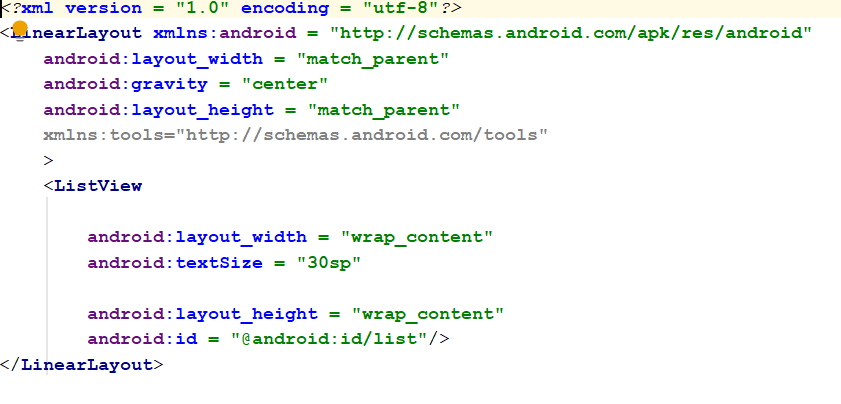 <?xml version = "1.0" encoding = "utf-8"?>
<LinearLayout xmlns:android = "http://schemas.android.com/apk/res/android"
    android:layout_width = "match_parent"
    android:gravity = "center"
    android:layout_height = "match_parent"
    xmlns:tools="http://schemas.android.com/tools"
    >
    <ListView
        android:layout_width = "wrap_content"
        android:textSize = "30sp"
        android:layout_height = "wrap_content"
        android:id = "@android:id/list"/>
</LinearLayout>